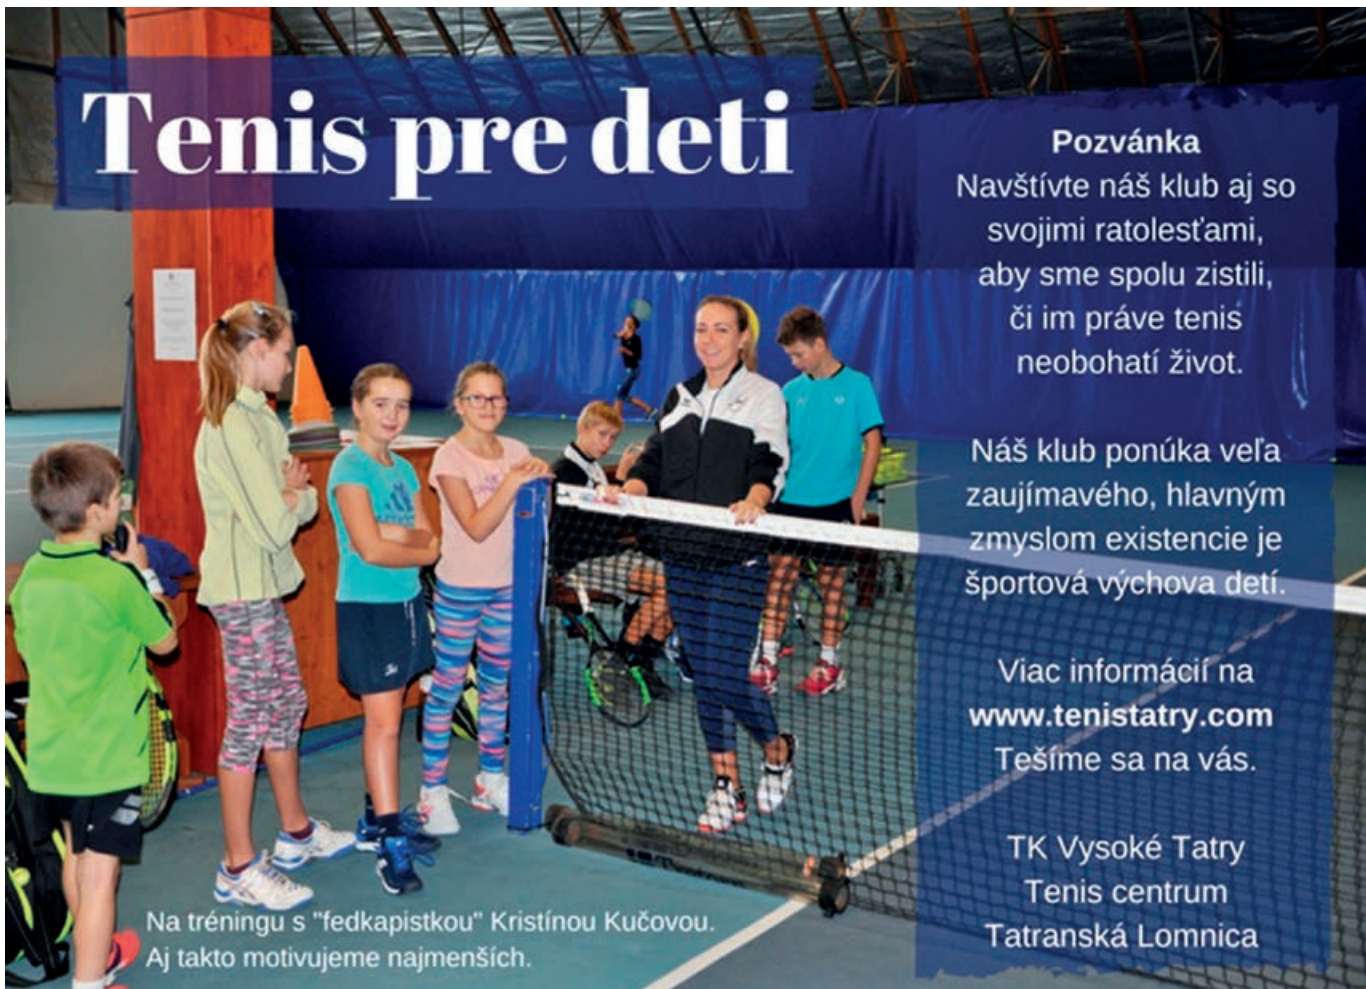 Tenis pre deti
Pozvánka
Navštívte náš klub aj so
svojimi ratolesťami,
aby sme spolu zistili,
či im práve tenis
neobohatí život.
Náš klub ponúka veľa
zaujímavého, hlavným
zmyslom existencie je
športová výchova detí.
Viac informácií na
www.tenistatry.com
Tešíme sa na vás.
TK Vysoké Tatry
Tenis centrum
Tatranská Lomnica
Na tréningu s "fedkapistkou" Kristínou Kučovou.
Aj takto motivujeme najmenších.